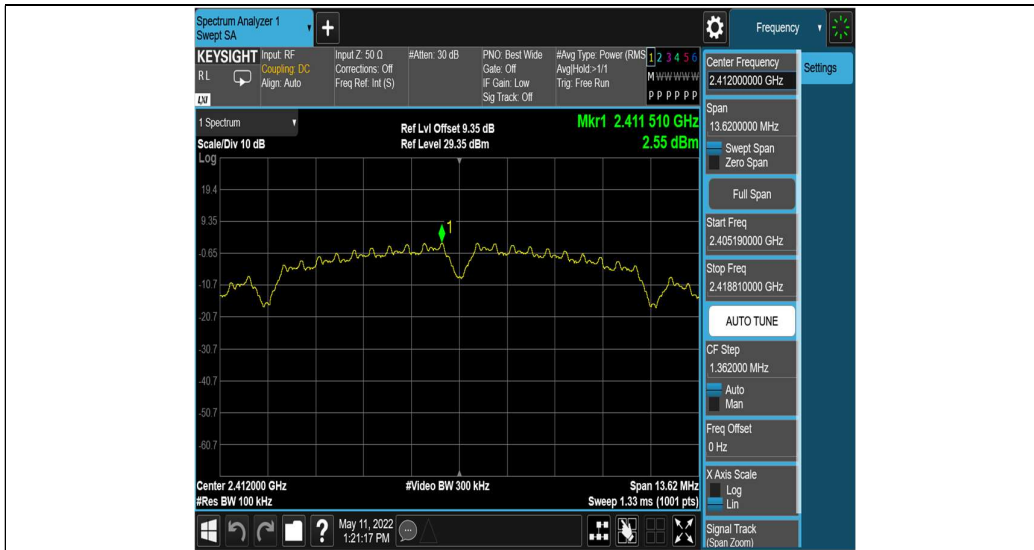 Spectrum Analyzer 1
Swept SA
Frequency
KEYSIGHT
RL
LXI
Input: RF
Coupling: DC
Align: Auto
Input Z: 50 Ω
Corrections: Off
Freq Ref: Int (S)
#Atten: 30 dB
PNO: Best Wide
Gate: Off
IF Gain: Low
Sig Track: Off
#Avg Type: Power (RMS
Avg|Hold:>1/1
Trig: Free Run
1 2 3 4 5 6
M W W W W W
P P P P P P
1 Spectrum
Scale/Div 10 dB
Ref Lvl Offset 9.35 dB
Ref Level 29.35 dBm
Mkr1 2.411 510 GHz
2.55 dBm
Log
19.4
9.35
-0.65
-10.7
-20.7
-30.7
-40.7
-50.7
-60.7
1
Center 2.412000 GHz
#Res BW 100 kHz
#Video BW 300 kHz
Span 13.62 MHz
Sweep 1.33 ms (1001 pts)
Center Frequency
2.412000000 GHz
Settings
Span
13.6200000 MHz
Swept Span
Zero Span
Full Span
Start Freq
2.405190000 GHz
Stop Freq
2.418810000 GHz
AUTO TUNE
CF Step
1.362000 MHz
Auto
Man
Freq Offset
0 Hz
X Axis Scale
Log
Lin
Signal Track
(Span Zoom)
?
May 11, 2022
1:21:17 PM